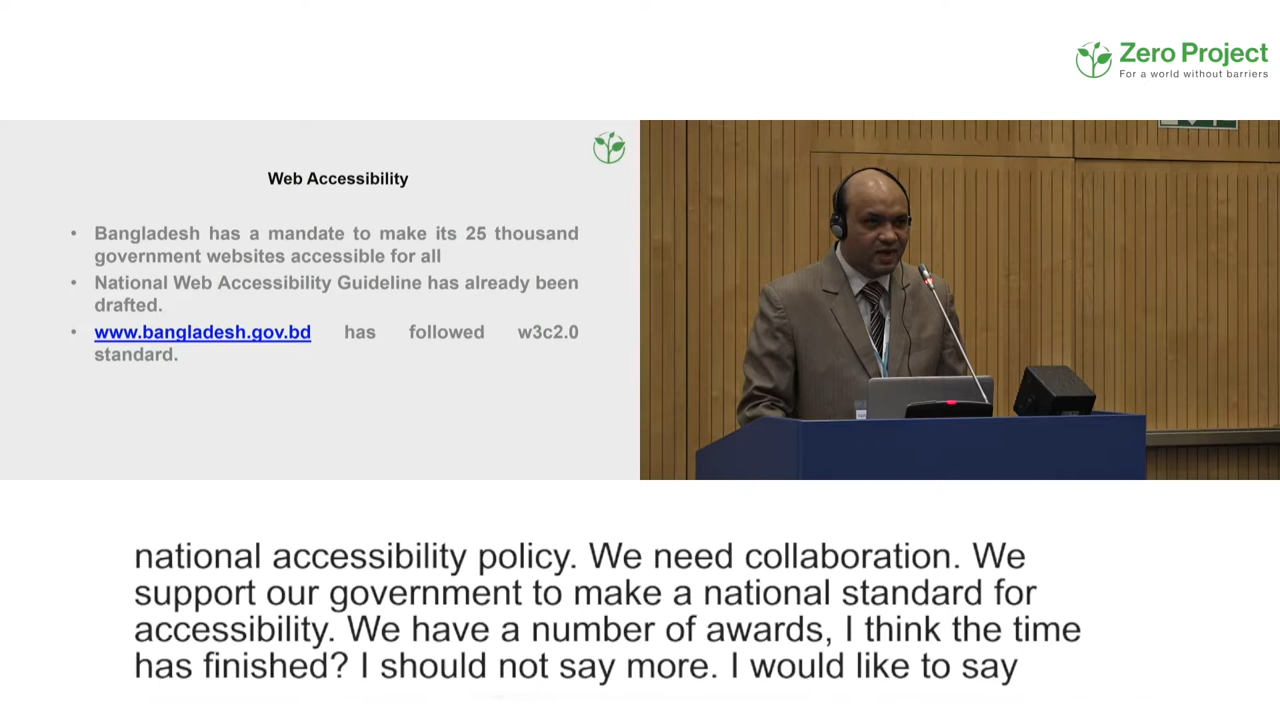 Zero Project
For a world without barriers
Web Accessibility
• Bangladesh has a mandate to make its 25 thousand
government websites accessible for all
• National Web Accessibility Guideline has already been
drafted.
• www.bangladesh.gov.bd has followed w3c2.0
standard.
national accessibility policy. We need collaboration. We
support our government to make a national standard for
accessibility. We have a number of awards, I think the time
has finished? I should not say more. I would like to say